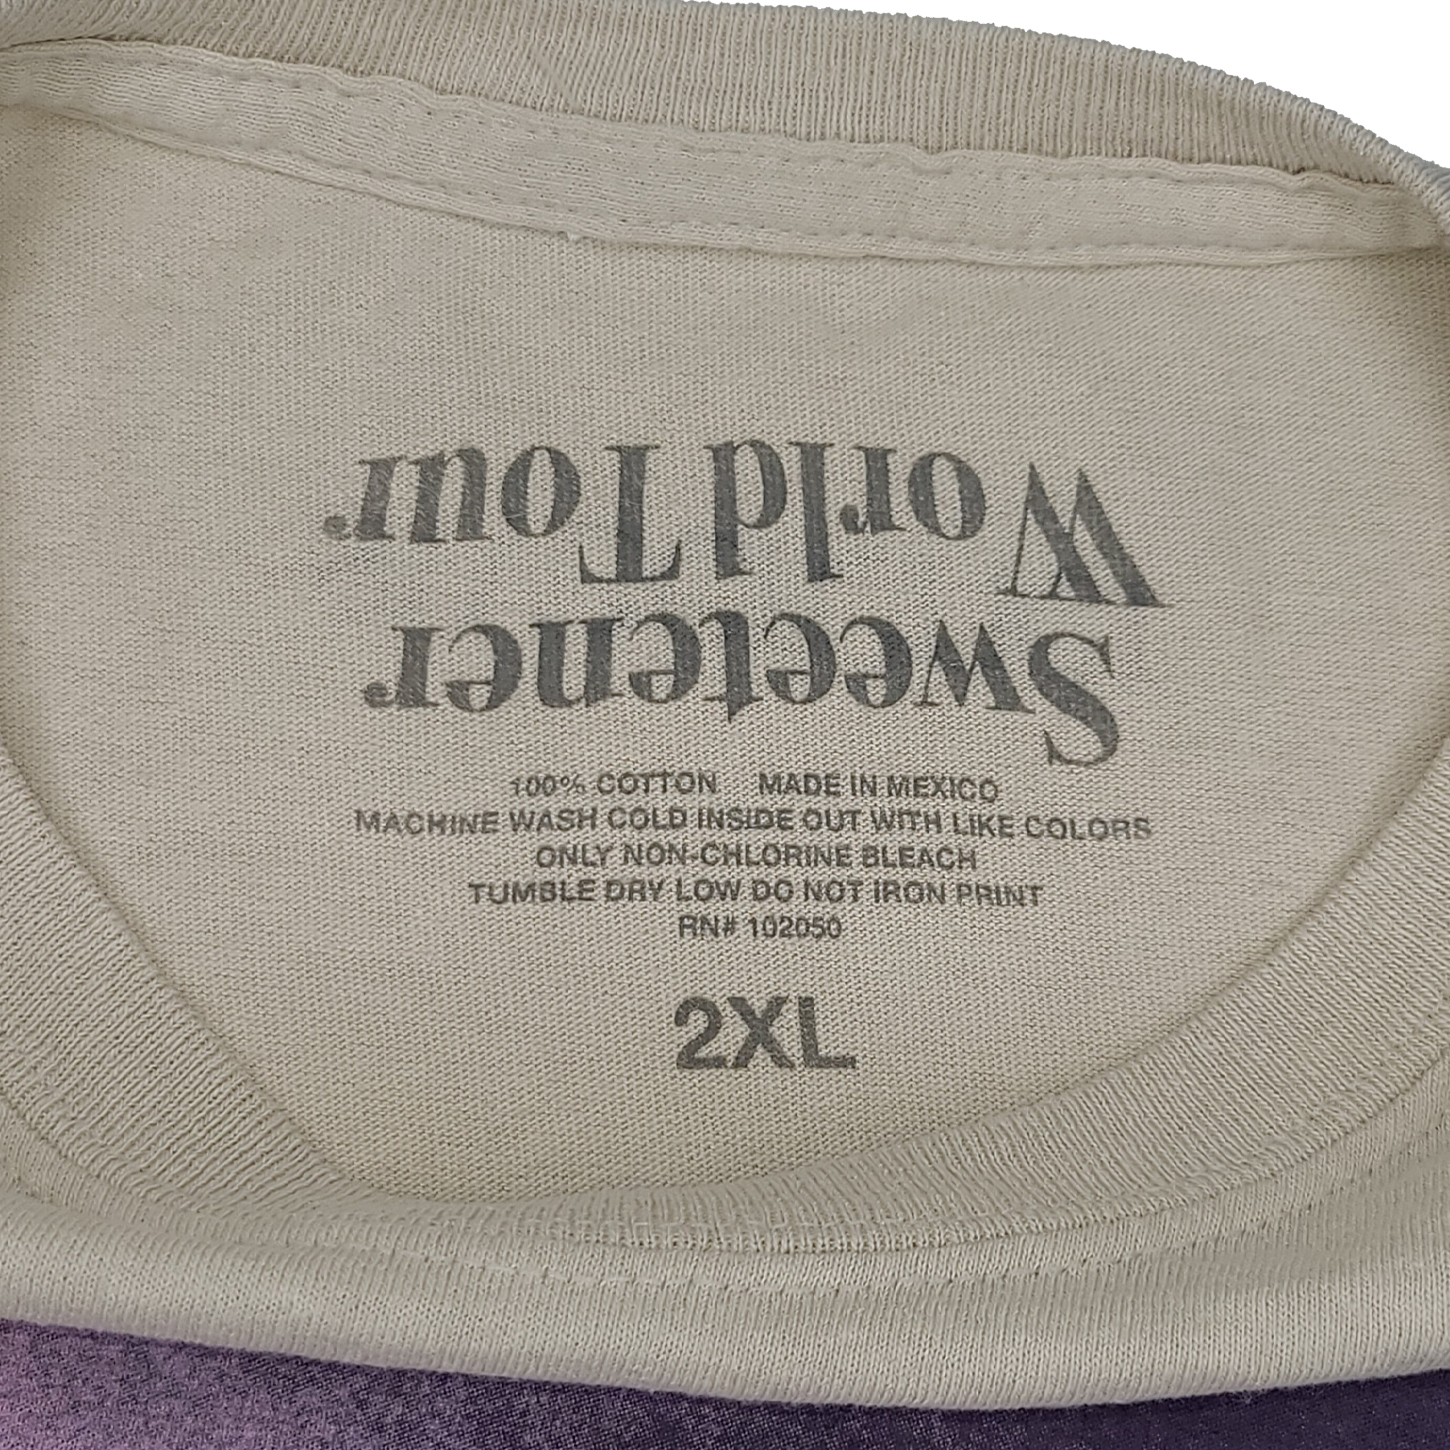 Sweetener
World Tour
100% COTTON MADE IN MEXICO
MACHINE WASH COLD INSIDE OUT WITH LIKE COLORS
ONLY NON-CHLORINE BLEACH
TUMBLE DRY LOW DO NOT IRON PRINT
RN# 102050
2XL